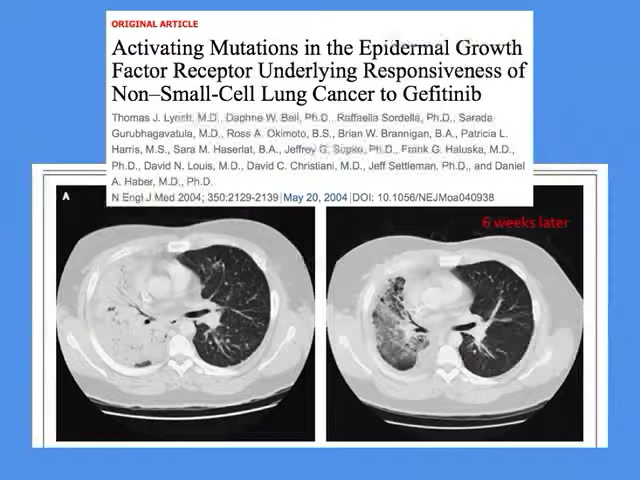 ORIGINAL ARTICLE
Activating Mutations in the Epidermal Growth
Factor Receptor Underlying Responsiveness of
Non–Small-Cell Lung Cancer to Gefitinib
Thomas J. Lynch, M.D., Daphne W. Bell, Ph.D., Raffaella Sordella, Ph.D., Sarada
Gurubhagavatula, M.D., Ross A. Okimoto, B.S., Brian W. Brannigan, B.A., Patricia L.
Harris, M.S., Sara M. Haserlat, B.A., Jeffrey G. Supko, Ph.D., Frank G. Haluska, M.D.,
Ph.D., David N. Louis, M.D., David C. Christiani, M.D., Jeff Settleman, Ph.D., and Daniel
A. Haber, M.D., Ph.D.
N Engl J Med 2004; 350:2129-2139 | May 20, 2004 | DOI: 10.1056/NEJMoa040938
A
6 weeks later